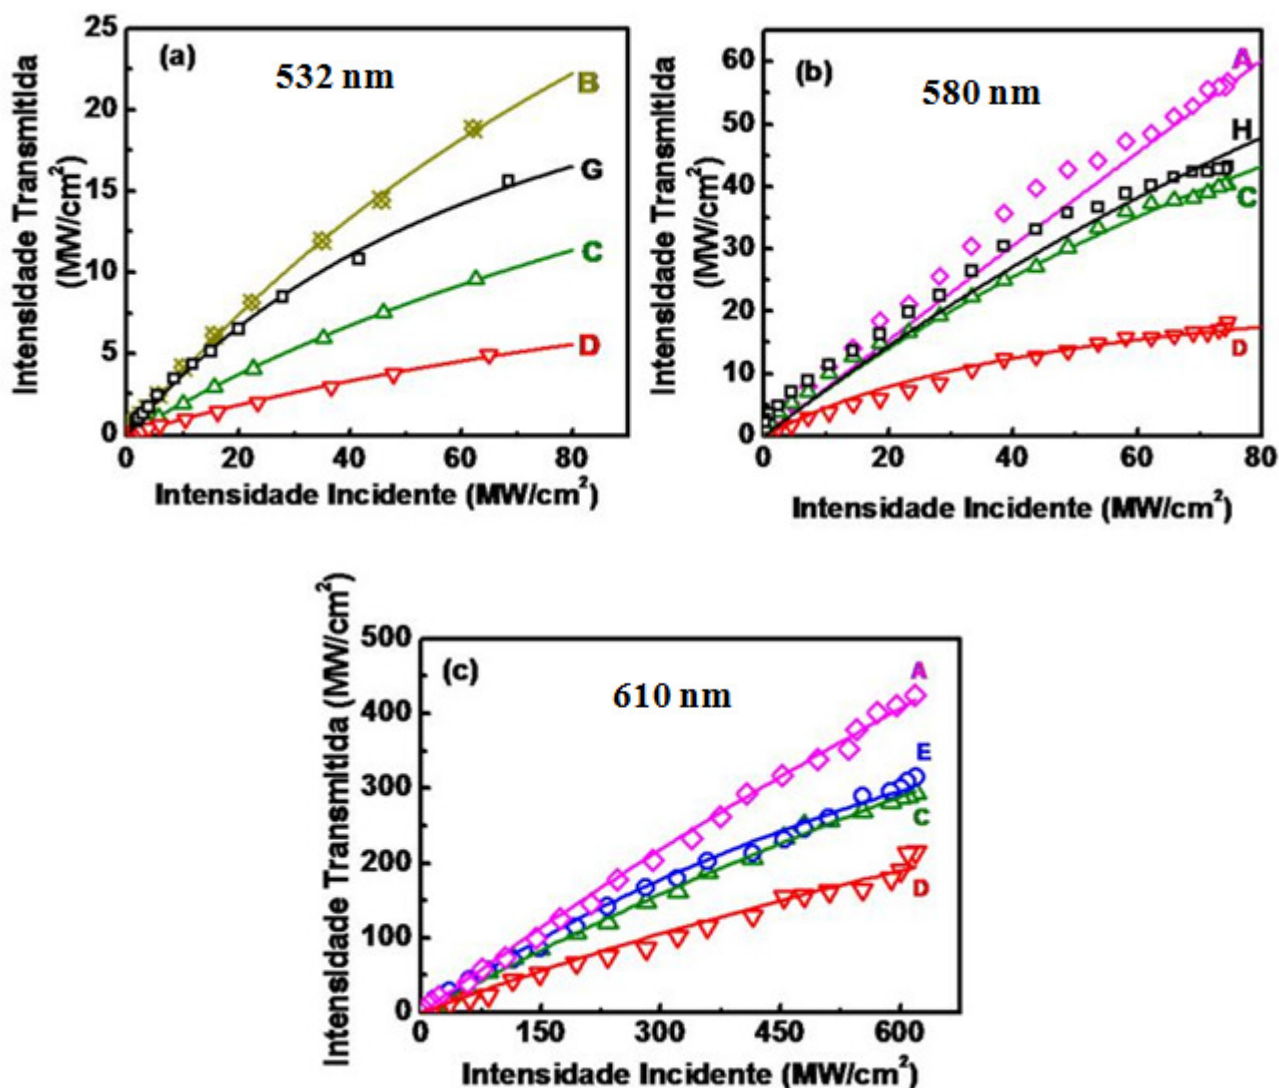 Intensidade Transmitida
(MW/cm²)
25
20
15
10
5
0
(a)
532 nm
B
G
C
D
0 20 40 60 80
Intensidade Incidente (MW/cm²)
Intensidade Transmitida
(MW/cm²)
60
50
40
30
20
10
0
(b)
580 nm
A
H
C
D
0 20 40 60 80
Intensidade Incidente (MW/cm²)
Intensidade Transmitida (MW/cm²)
500
400
300
200
100
0
(c)
610 nm
A
E
C
D
0 150 300 450 600
Intensidade Incidente (MW/cm²)